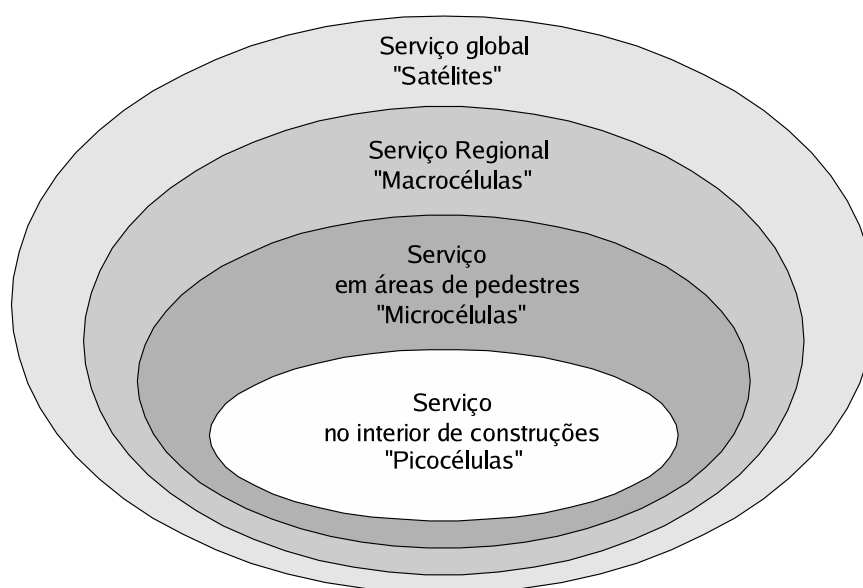 Serviço global
"Satélites"
Serviço Regional
"Macrocélulas"
Serviço
em áreas de pedestres
"Microcélulas"
Serviço
no interior de construções
"Picocélulas"